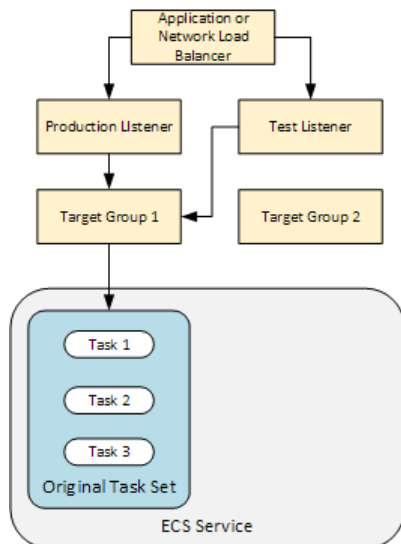 Application or
Network Load
Balancer
Production Listener
Test Listener
Target Group 1
Target Group 2
Task 1
Task 2
Task 3
Original Task Set
ECS Service